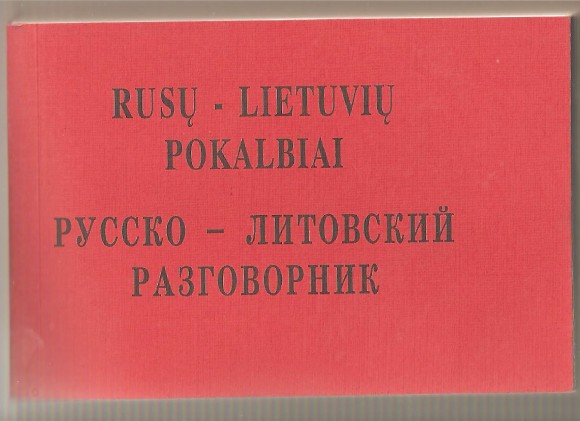 RUSŲ - LIETUVIŲ
POKALBIAI
РУССКО – ЛИТОВСКИЙ
РАЗГОВОРНИК